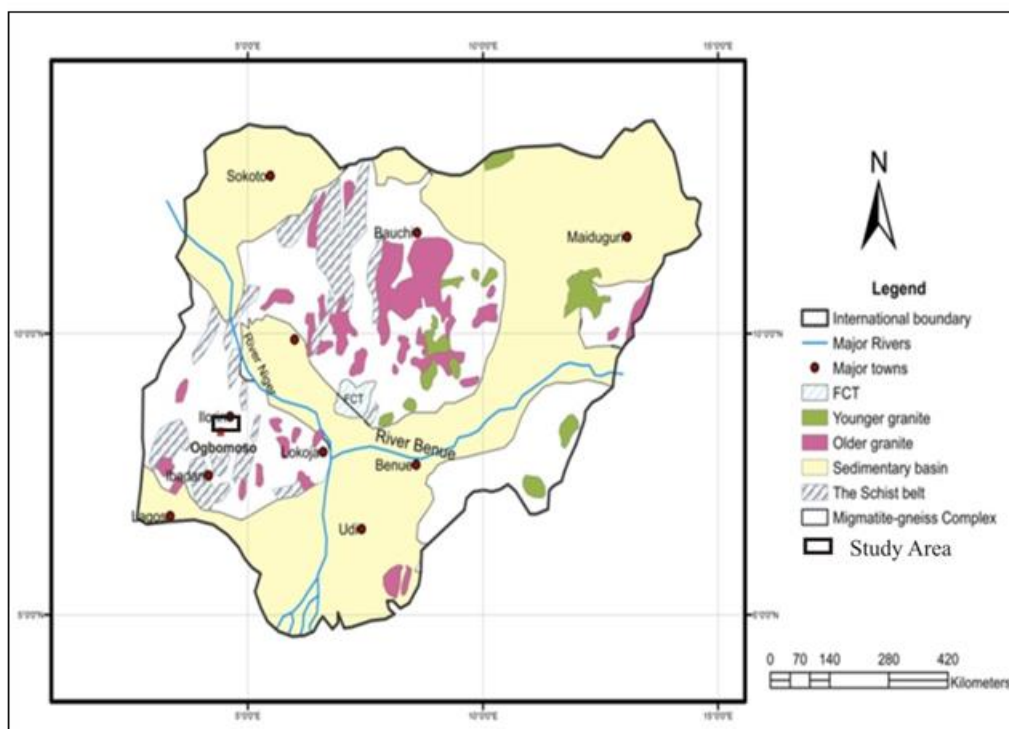 5°0'0"E 10°0'0"E 15°0'0"E
Sokoto
Bauchi
Maiduguri
10°0'0"N 10°0'0"N
River Niger
FCT
Ilorin
Ogbomoso
Lokoja
River Benue
Benue
Ibadan
Lagos
Udi
5°0'0"N 5°0'0"N
5°0'0"E 10°0'0"E 15°0'0"E
N
Legend
International boundary
Major Rivers
Major towns
FCT
Younger granite
Older granite
Sedimentary basin
The Schist belt
Migmatite-gneiss Complex
Study Area
0 70 140 280 420
Kilometers